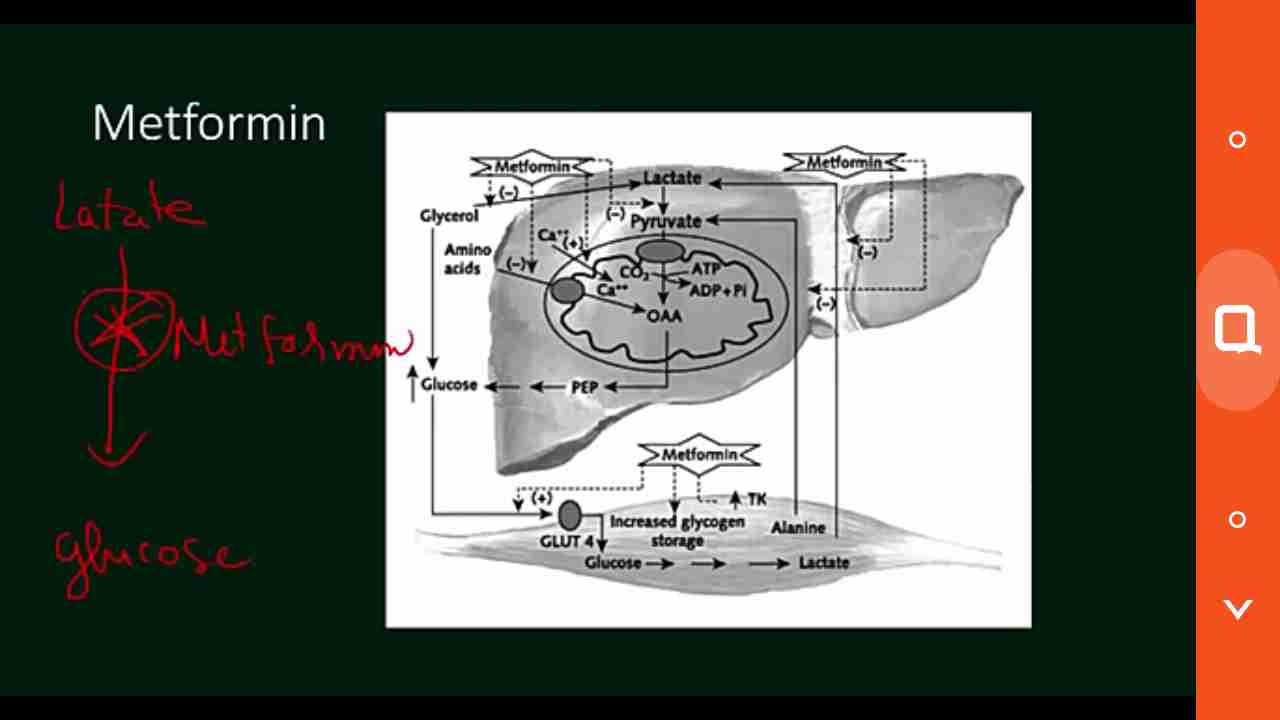 Metformin
Latate
Metformin
glucose
Metformin
Metformin
Lactate
(−)
Glycerol
(−)
Pyruvate
Ca⁺⁺
(+)
Amino
acids
(−)
(−)
CO₂
ATP
Ca⁺⁺
ADP+Pi
(−)
OAA
Glucose
PEP
Metformin
(+)
TK
Increased glycogen
storage
Alanine
GLUT 4
Glucose
Lactate